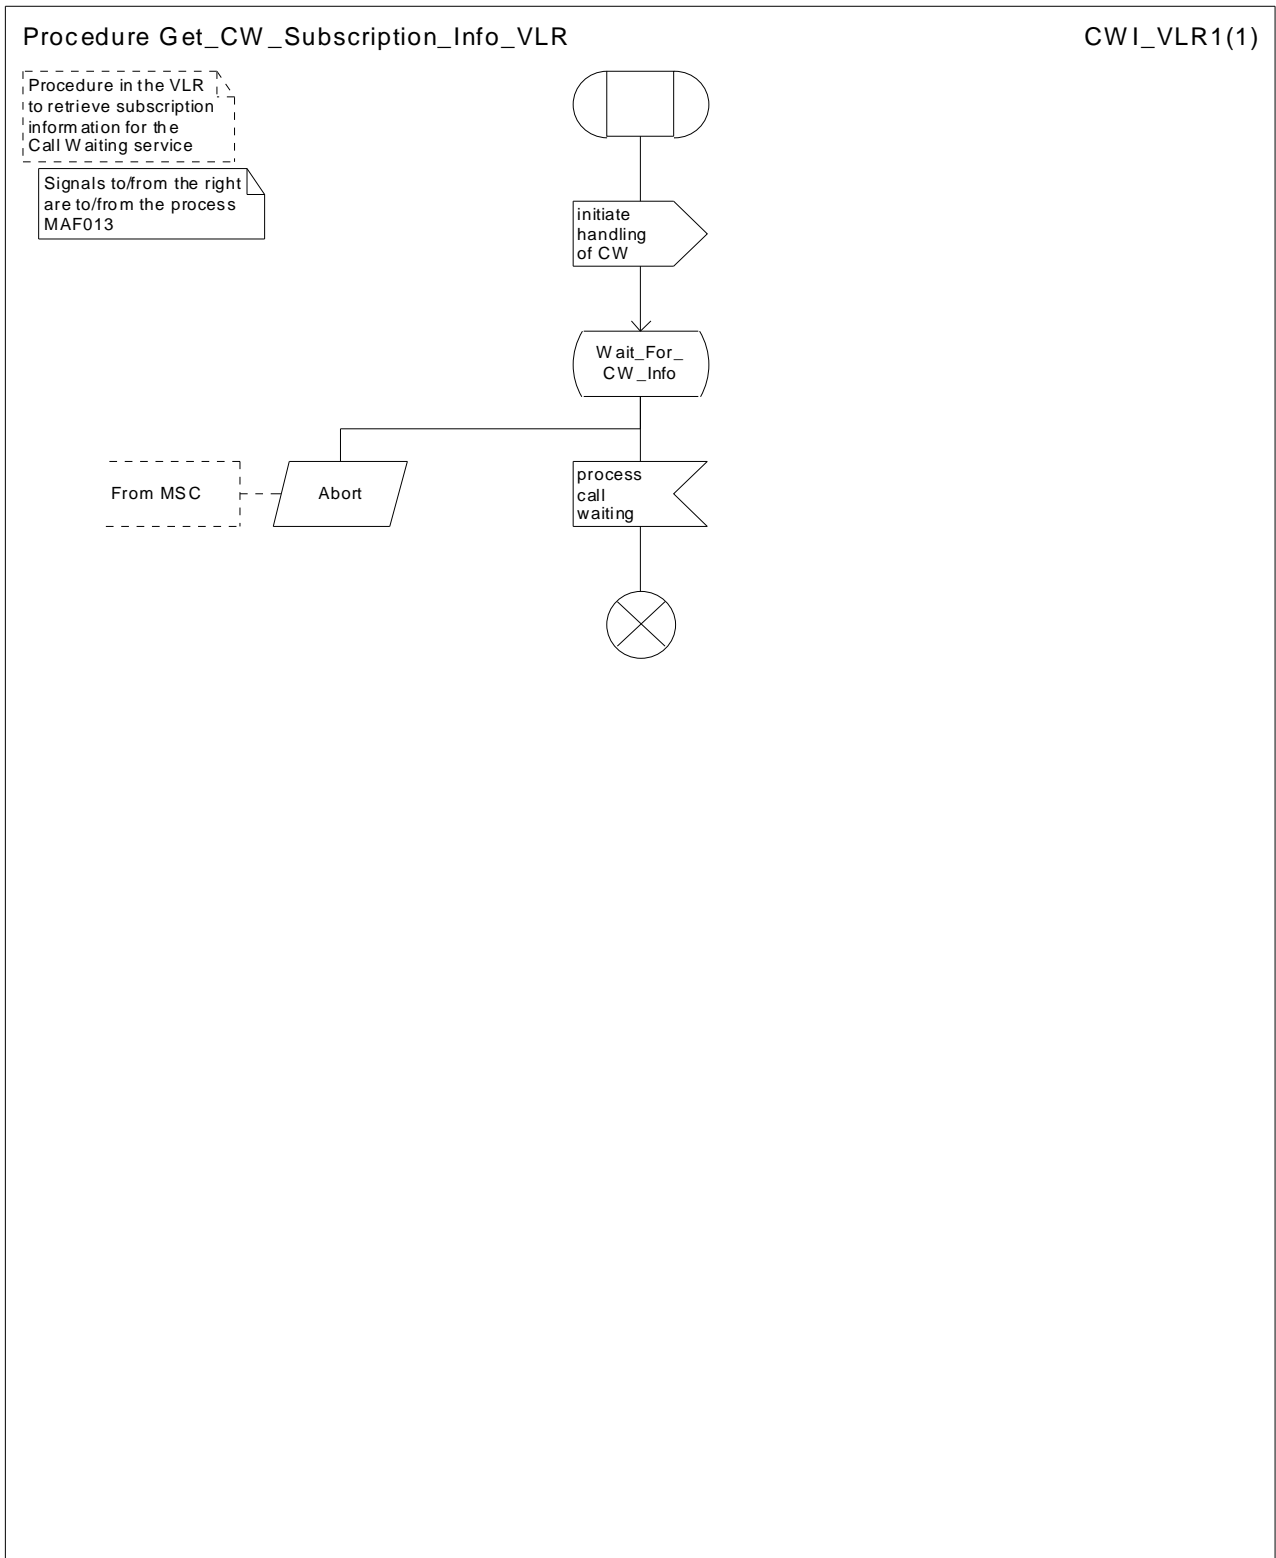 Procedure Get_CW_Subscription_Info_VLR
CWI_VLR1(1)
Procedure in the VLR
to retrieve subscription
information for the
Call Waiting service
Signals to/from the right
are to/from the process
MAF013
initiate
handling
of CW
Wait_For_
CW_Info
From MSC
Abort
process
call
waiting